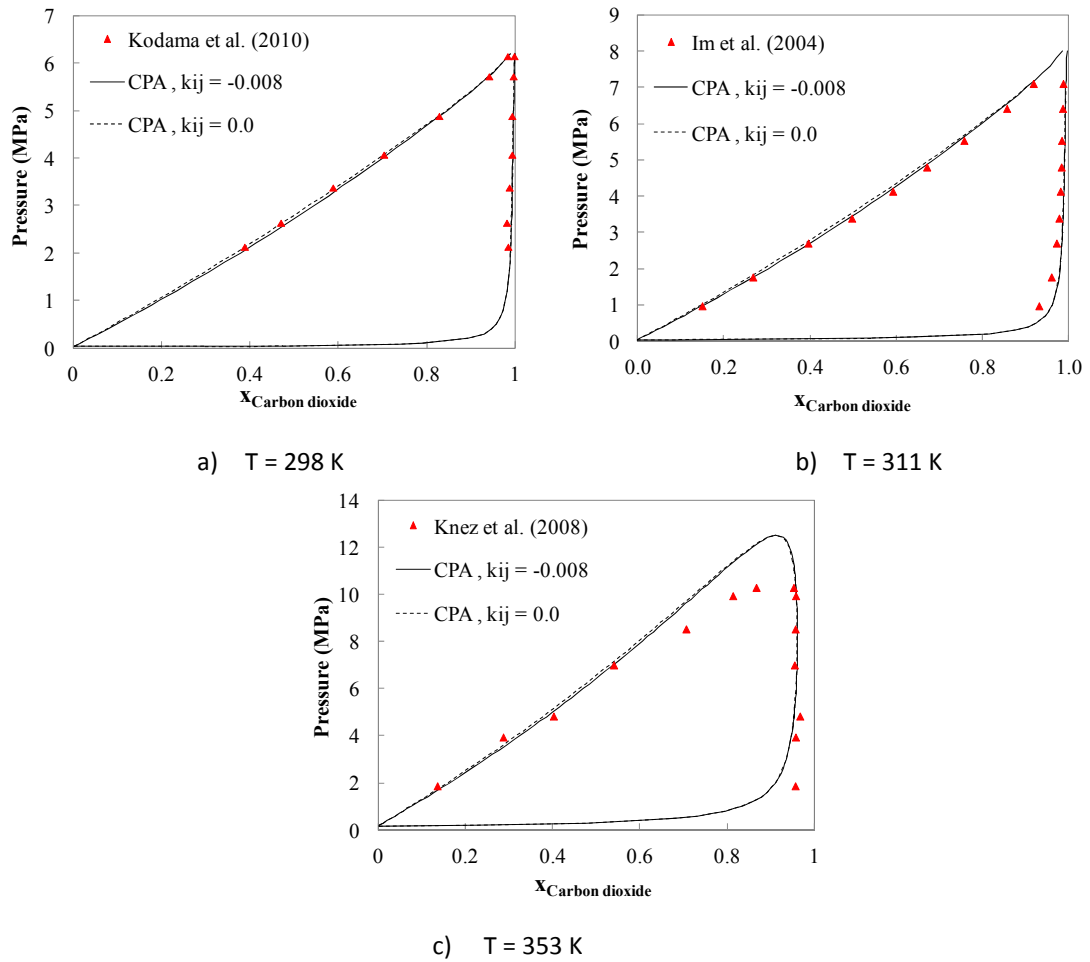 Kodama et al. (2010)
CPA , kij = -0.008
CPA , kij = 0.0
Pressure (MPa)
7
6
5
4
3
2
1
0
0
0.2
0.4
0.6
0.8
1
xCarbon dioxide
a) T = 298 K
Im et al. (2004)
CPA , kij = -0.008
CPA , kij = 0.0
Pressure (MPa)
9
8
7
6
5
4
3
2
1
0
0.0
0.2
0.4
0.6
0.8
1.0
xCarbon dioxide
b) T = 311 K
Knez et al. (2008)
CPA , kij = -0.008
CPA , kij = 0.0
Pressure (MPa)
14
12
10
8
6
4
2
0
0
0.2
0.4
0.6
0.8
1
xCarbon dioxide
c) T = 353 K